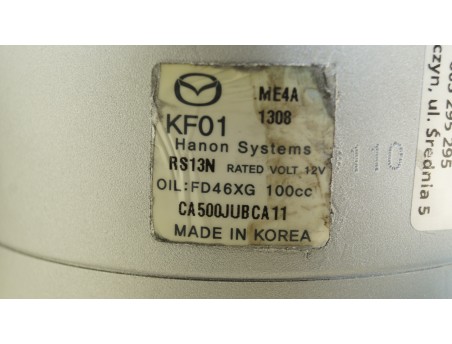 ME4A
KF01 1308
Hanon Systems
RS13N RATED VOLT 12V
OIL:FD46XG 100cc
CA500JUBCA11
MADE IN KOREA
110
295 295
czyn, ul. Średnia 5